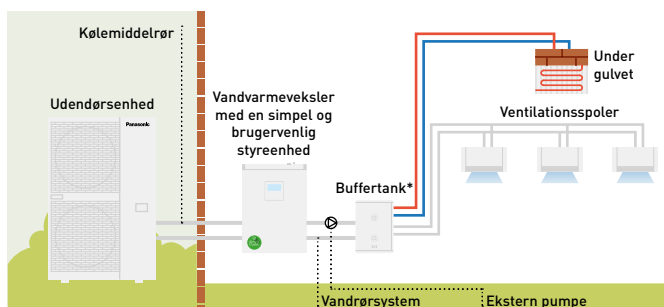 Kølemiddelrør
Udendørsenhed
Panasonic
Vandvarmeveksler
med en simpel og
brugervenlig
styreenhed
Buffertank*
Under
gulvet
Ventilationsspoler
Vandrørsystem
Ekstern pumpe